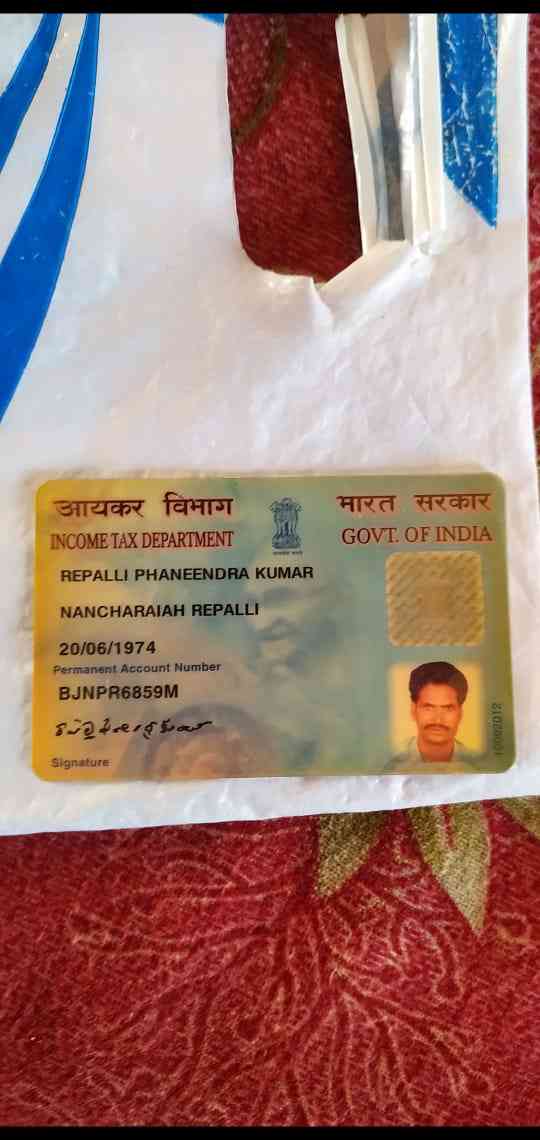 आयकर विभाग
INCOME TAX DEPARTMENT
भारत सरकार
GOVT. OF INDIA
REPALLI PHANEENDRA KUMAR
NANCHARAIAH REPALLI
20/06/1974
Permanent Account Number
BJNPR6859M
Signature
10092012